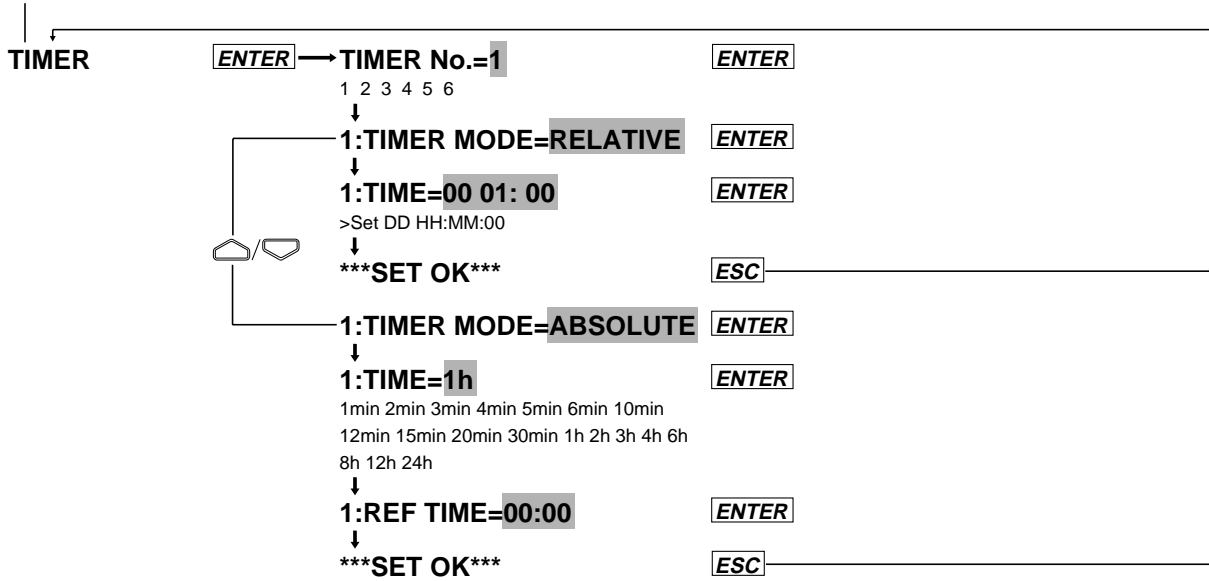 TIMER ENTER TIMER No.=1 ENTER
1 2 3 4 5 6
1:TIMER MODE=RELATIVE ENTER
1:TIME=00 01: 00 ENTER
>Set DD HH:MM:00
/
***SET OK*** ESC
1:TIMER MODE=ABSOLUTE ENTER
1:TIME=1h ENTER
1min 2min 3min 4min 5min 6min 10min
12min 15min 20min 30min 1h 2h 3h 4h 6h
8h 12h 24h
1:REF TIME=00:00 ENTER
***SET OK*** ESC